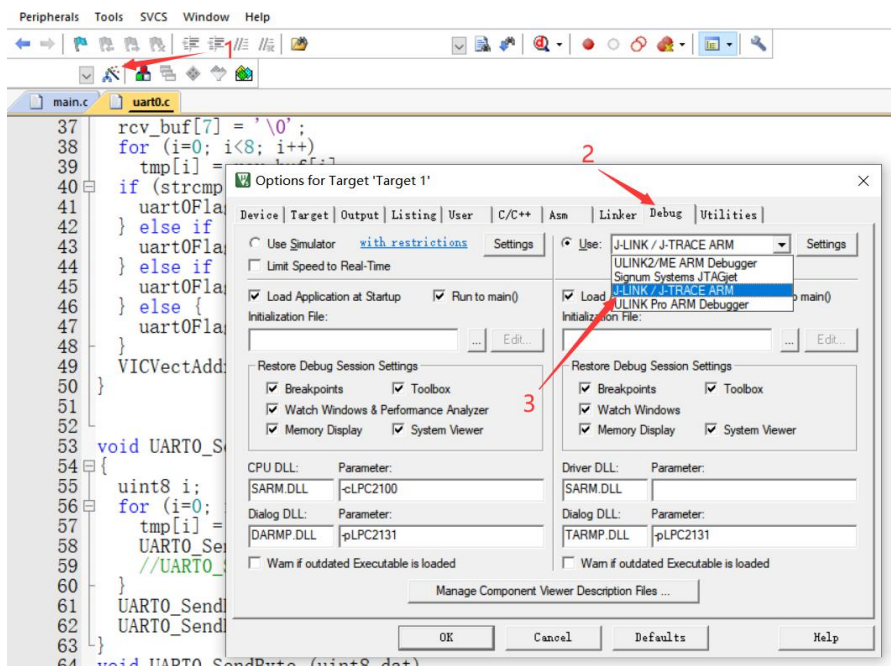 Peripherals Tools SVCS Window Help
1
main.c uart0.c
37 rcv_buf[7] = '\0';
38 for (i=0; i<8; i++)
39 tmp[i] =
40 if (strcmp
41 uart0Fla
42 } else if
43 uart0Fla
44 } else if
45 uart0Fla
46 } else {
47 uart0Fla
48 }
49 VICVectAdd
50 }
51
52
53 void UART0_S
54 {
55 uint8 i;
56 for (i=0;
57 tmp[i] =
58 UART0_Se
59 //UART0_
60 }
61 UART0_Send
62 UART0_Send
63 }
64 void UART0_SendByte (uint8 dat)
2
Options for Target 'Target 1'
Device Target Output Listing User C/C++ Asm Linker Debug Utilities
Use Simulator with restrictions Settings
Limit Speed to Real-Time
Load Application at Startup Run to main()
Initialization File:
... Edit...
Restore Debug Session Settings
Breakpoints Toolbox
Watch Windows & Performance Analyzer
Memory Display System Viewer
CPU DLL: Parameter:
SARM.DLL -cLPC2100
Dialog DLL: Parameter:
DARMP.DLL -pLPC2131
Warn if outdated Executable is loaded
Use: J-LINK / J-TRACE ARM Settings
ULINK2/ME ARM Debugger
Signum Systems JTAGjet
J-LINK / J-TRACE ARM
ULINK Pro ARM Debugger
Load main()
Initialization File:
... Edit...
3
Restore Debug Session Settings
Breakpoints Toolbox
Watch Windows
Memory Display System Viewer
Driver DLL: Parameter:
SARM.DLL
Dialog DLL: Parameter:
TARMP.DLL -pLPC2131
Warn if outdated Executable is loaded
Manage Component Viewer Description Files ...
OK Cancel Defaults Help